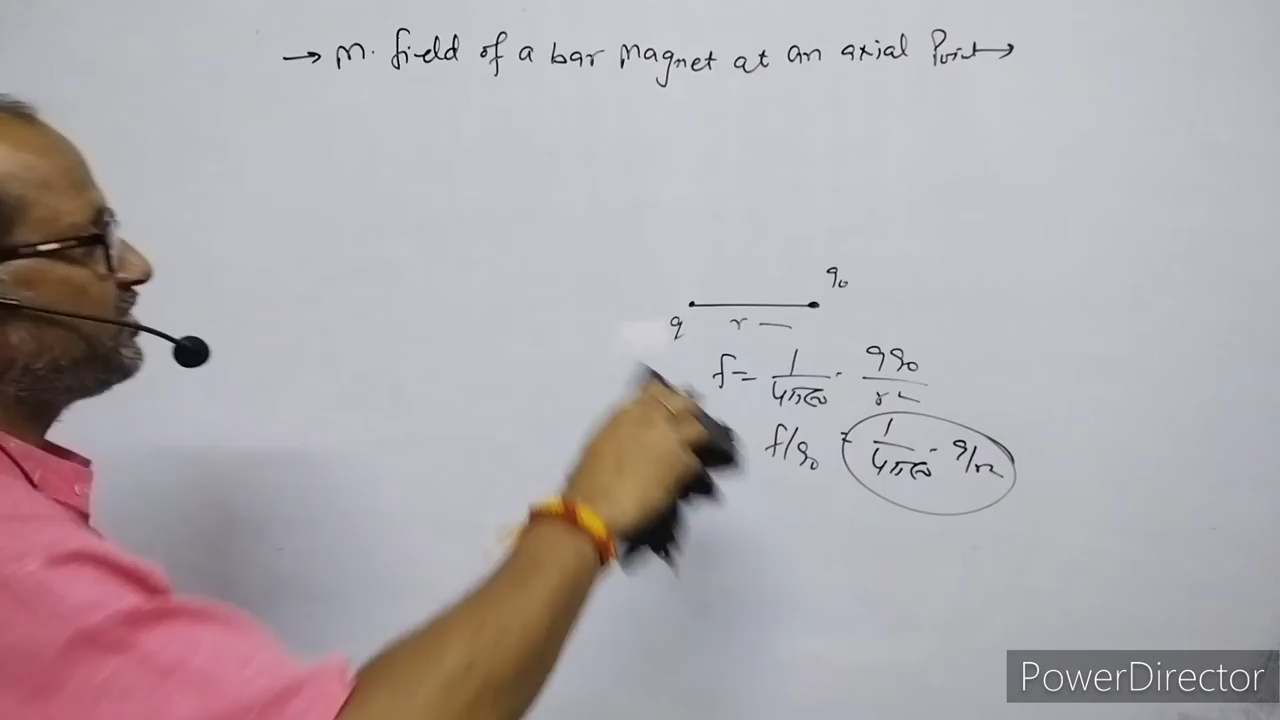 → M. field of a bar magnet at an axial Point →
q₀
q r
f = 1/4πε₀ · qq₀/r²
f/q₀ = 1/4πε₀ · q/r²
PowerDirector